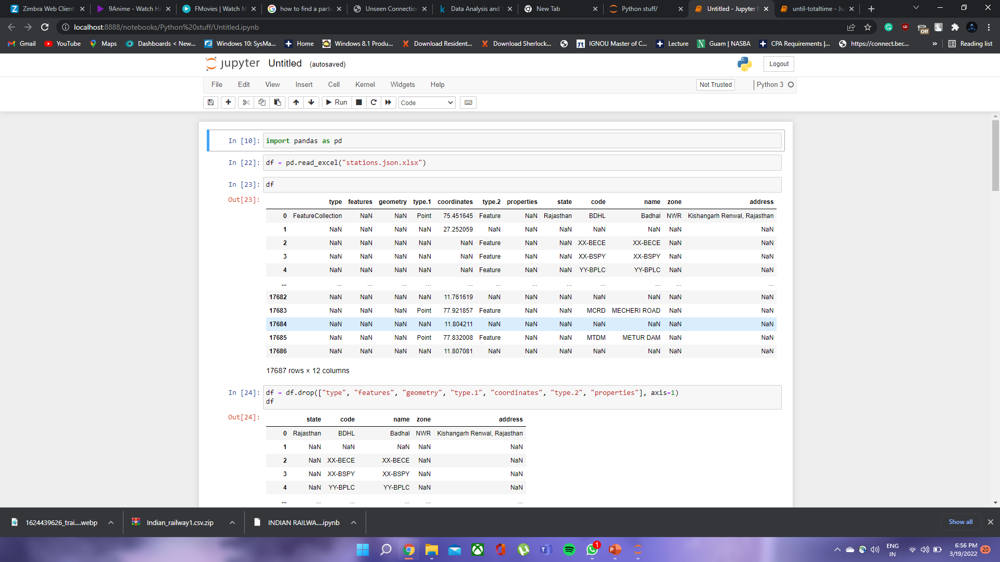 Zimbra Web Client
9Anime - Watch H
FMovies | Watch M
how to find a parti
Unseen Connection
Data Analysis and
New Tab
Python stuff/
Untitled - Jupyter
until-totaltime - Ju
localhost:8888/notebooks/Python%20stuff/Untitled.ipynb
Off
Gmail
YouTube
Maps
Dashboards < New...
Windows 10: SysMa...
Home
Windows 8.1 Produ...
Download Resident...
Download Sherlock...
IGNOU Master of C...
Lecture
Guam | NASBA
CPA Requirements |...
https://connect.bec...
»
Reading list
jupyter Untitled (autosaved)
Logout
File Edit View Insert Cell Kernel Widgets Help
Not Trusted
Python 3
Run
Code
In [10]: import pandas as pd
In [22]: df = pd.read_excel("stations.json.xlsx")
In [23]: df
Out[23]:
type features geometry type.1 coordinates type.2 properties state code name zone address
0 FeatureCollection NaN NaN Point 75.451645 Feature NaN Rajasthan BDHL Badhal NWR Kishangarh Renwal, Rajasthan
1 NaN NaN NaN NaN 27.252059 NaN NaN NaN NaN NaN NaN NaN
2 NaN NaN NaN NaN NaN Feature NaN NaN XX-BECE XX-BECE NaN NaN
3 NaN NaN NaN NaN NaN Feature NaN NaN XX-BSPY XX-BSPY NaN NaN
4 NaN NaN NaN NaN NaN Feature NaN NaN YY-BPLC YY-BPLC NaN NaN
... ... ... ... ... ... ... ... ... ... ... ... ...
17682 NaN NaN NaN NaN 11.761619 NaN NaN NaN NaN NaN NaN NaN
17683 NaN NaN NaN Point 77.921857 Feature NaN NaN MCRD MECHERI ROAD NaN NaN
17684 NaN NaN NaN NaN 11.804211 NaN NaN NaN NaN NaN NaN NaN
17685 NaN NaN NaN Point 77.832008 Feature NaN NaN MTDM METUR DAM NaN NaN
17686 NaN NaN NaN NaN 11.807081 NaN NaN NaN NaN NaN NaN NaN
17687 rows × 12 columns
In [24]: df = df.drop(["type", "features", "geometry", "type.1", "coordinates", "type.2", "properties"], axis=1)
df
Out[24]:
state code name zone address
0 Rajasthan BDHL Badhal NWR Kishangarh Renwal, Rajasthan
1 NaN NaN NaN NaN NaN
2 NaN XX-BECE XX-BECE NaN NaN
3 NaN XX-BSPY XX-BSPY NaN NaN
4 NaN YY-BPLC YY-BPLC NaN NaN
... ... ... ... ... ...
1624439626_trai....webp
Indian_railway1.csv.zip
INDIAN RAILWA....ipynb
Show all
1
ENG
IN
6:56 PM
3/19/2022
20